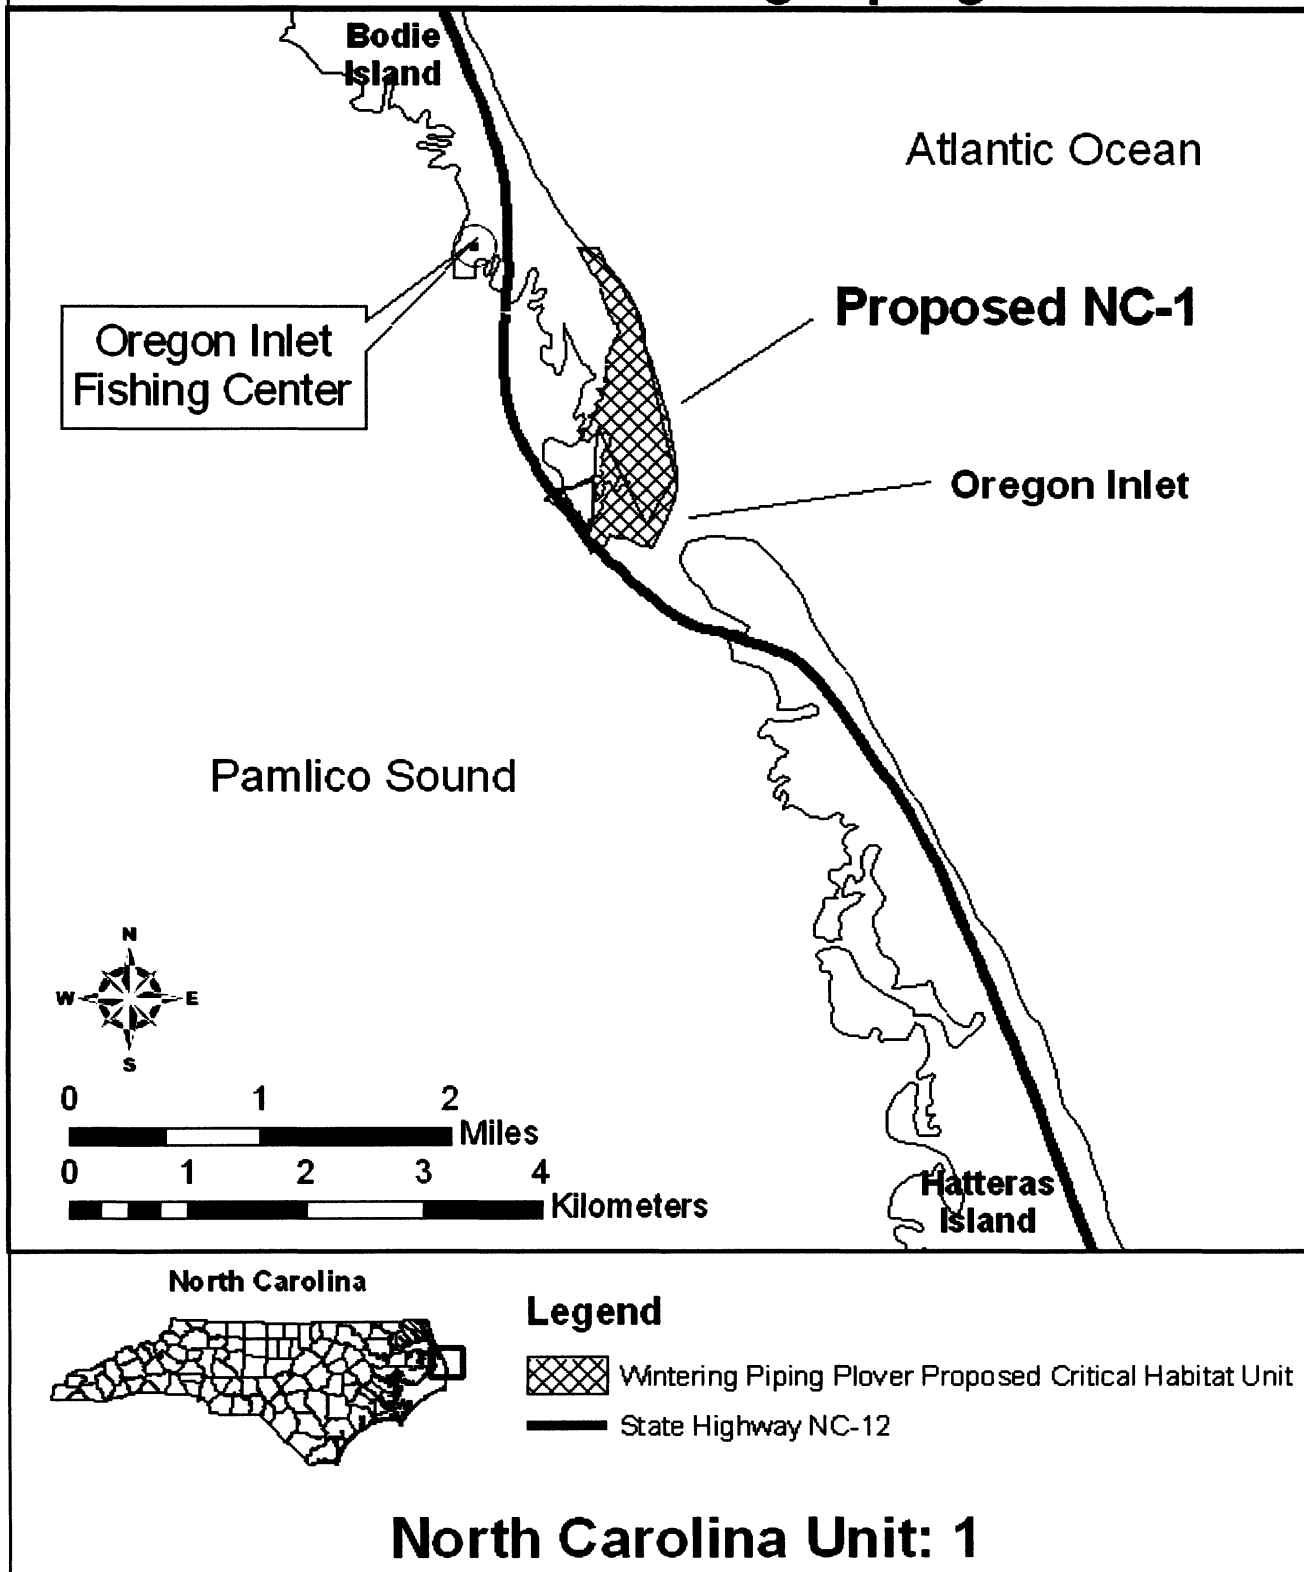 Bodie
Island
Atlantic Ocean
Proposed NC-1
Oregon Inlet
Fishing Center
Oregon Inlet
Pamlico Sound
N
W E
S
0 1 2
Miles
0 1 2 3 4
Kilometers
Hatteras
Island
North Carolina
Legend
Wintering Piping Plover Proposed Critical Habitat Unit
State Highway NC-12
North Carolina Unit: 1